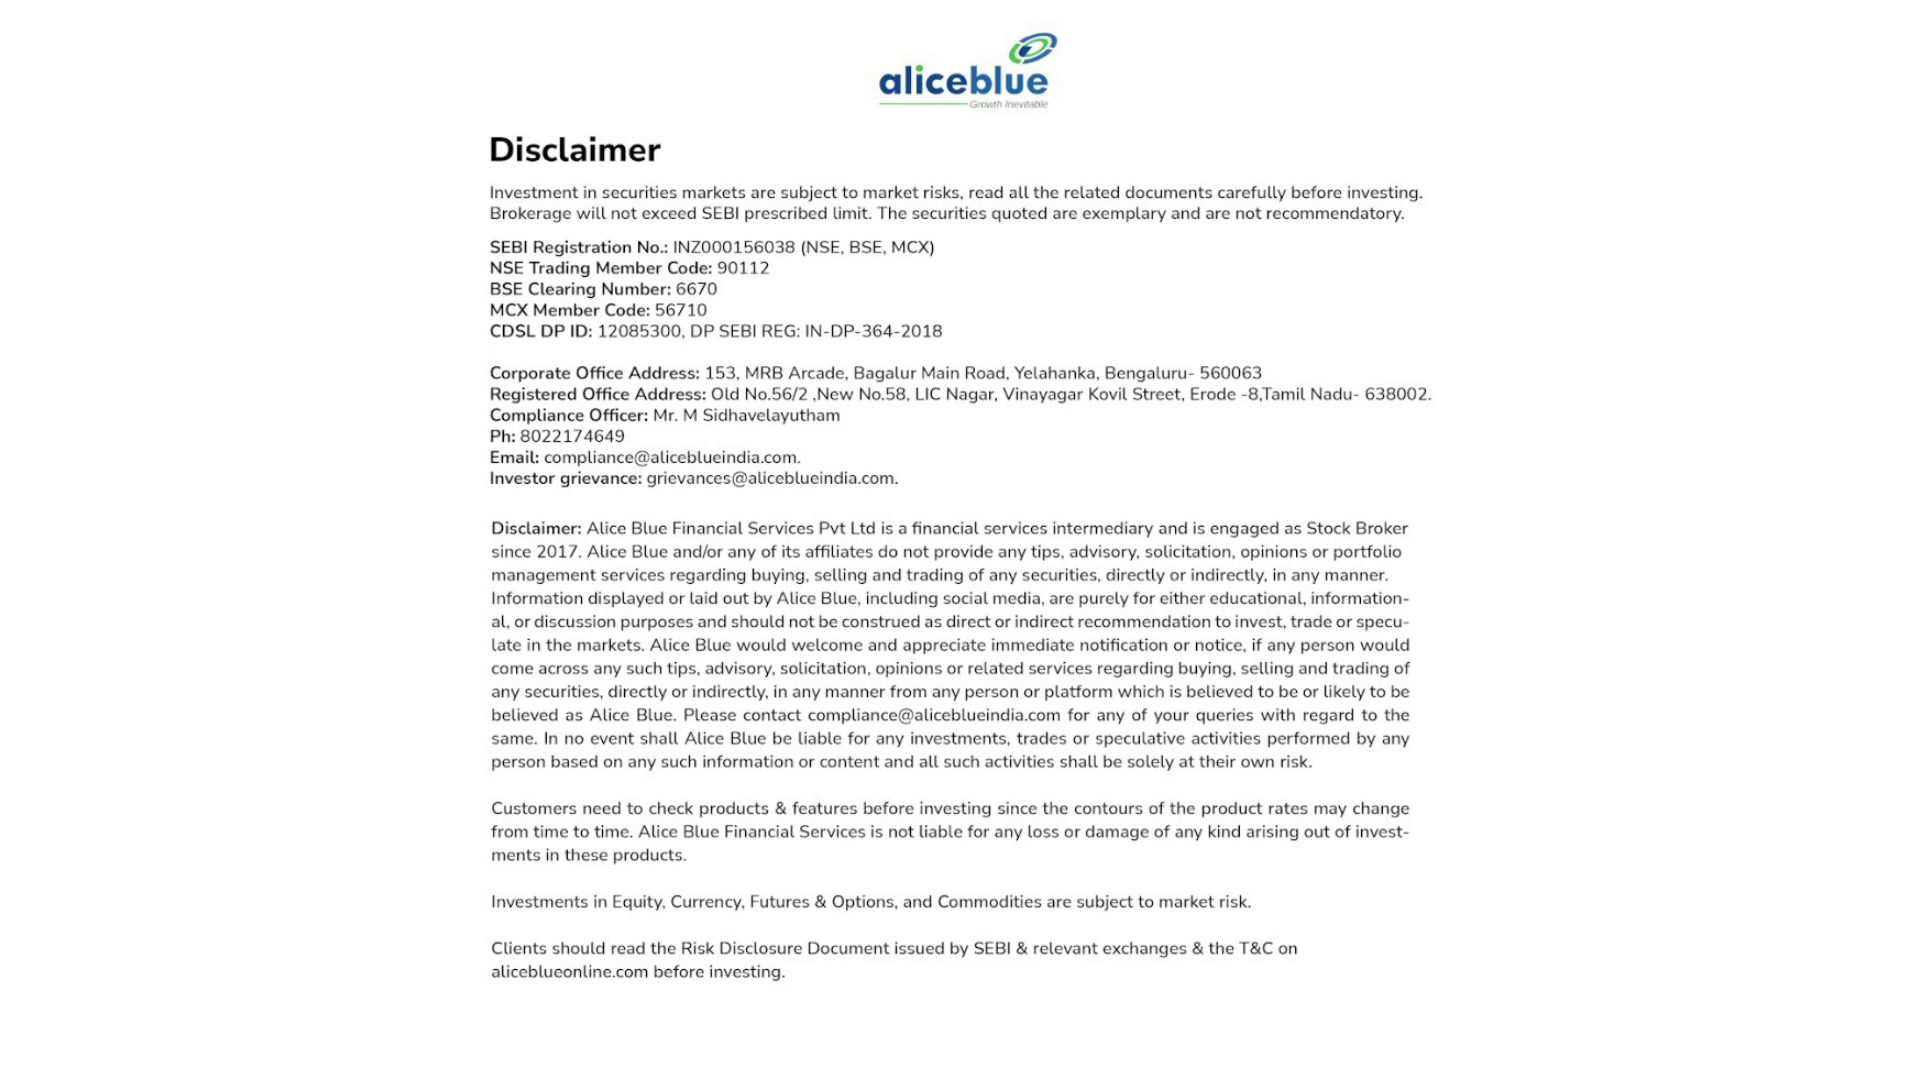 aliceblue
Growth Inevitable
Disclaimer
Investment in securities markets are subject to market risks, read all the related documents carefully before investing.
Brokerage will not exceed SEBI prescribed limit. The securities quoted are exemplary and are not recommendatory.
SEBI Registration No.: INZ000156038 (NSE, BSE, MCX)
NSE Trading Member Code: 90112
BSE Clearing Number: 6670
MCX Member Code: 56710
CDSL DP ID: 12085300, DP SEBI REG: IN-DP-364-2018
Corporate Office Address: 153, MRB Arcade, Bagalur Main Road, Yelahanka, Bengaluru- 560063
Registered Office Address: Old No.56/2 ,New No.58, LIC Nagar, Vinayagar Kovil Street, Erode -8,Tamil Nadu- 638002.
Compliance Officer: Mr. M Sidhavelayutham
Ph: 8022174649
Email: compliance@aliceblueindia.com.
Investor grievance: grievances@aliceblueindia.com.
Disclaimer: Alice Blue Financial Services Pvt Ltd is a financial services intermediary and is engaged as Stock Broker
since 2017. Alice Blue and/or any of its affiliates do not provide any tips, advisory, solicitation, opinions or portfolio
management services regarding buying, selling and trading of any securities, directly or indirectly, in any manner.
Information displayed or laid out by Alice Blue, including social media, are purely for either educational, information-
al, or discussion purposes and should not be construed as direct or indirect recommendation to invest, trade or specu-
late in the markets. Alice Blue would welcome and appreciate immediate notification or notice, if any person would
come across any such tips, advisory, solicitation, opinions or related services regarding buying, selling and trading of
any securities, directly or indirectly, in any manner from any person or platform which is believed to be or likely to be
believed as Alice Blue. Please contact compliance@aliceblueindia.com for any of your queries with regard to the
same. In no event shall Alice Blue be liable for any investments, trades or speculative activities performed by any
person based on any such information or content and all such activities shall be solely at their own risk.
Customers need to check products & features before investing since the contours of the product rates may change
from time to time. Alice Blue Financial Services is not liable for any loss or damage of any kind arising out of invest-
ments in these products.
Investments in Equity, Currency, Futures & Options, and Commodities are subject to market risk.
Clients should read the Risk Disclosure Document issued by SEBI & relevant exchanges & the T&C on
aliceblueonline.com before investing.